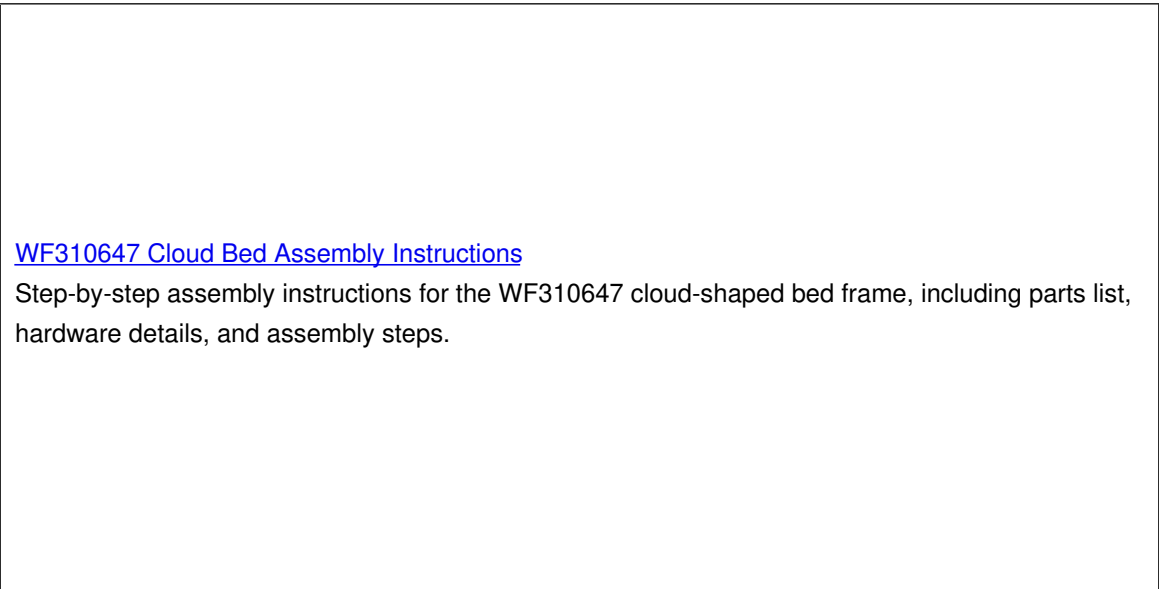 WF310647 Cloud Bed Assembly Instructions
Step-by-step assembly instructions for the WF310647 cloud-shaped bed frame, including parts list,
hardware details, and assembly steps.